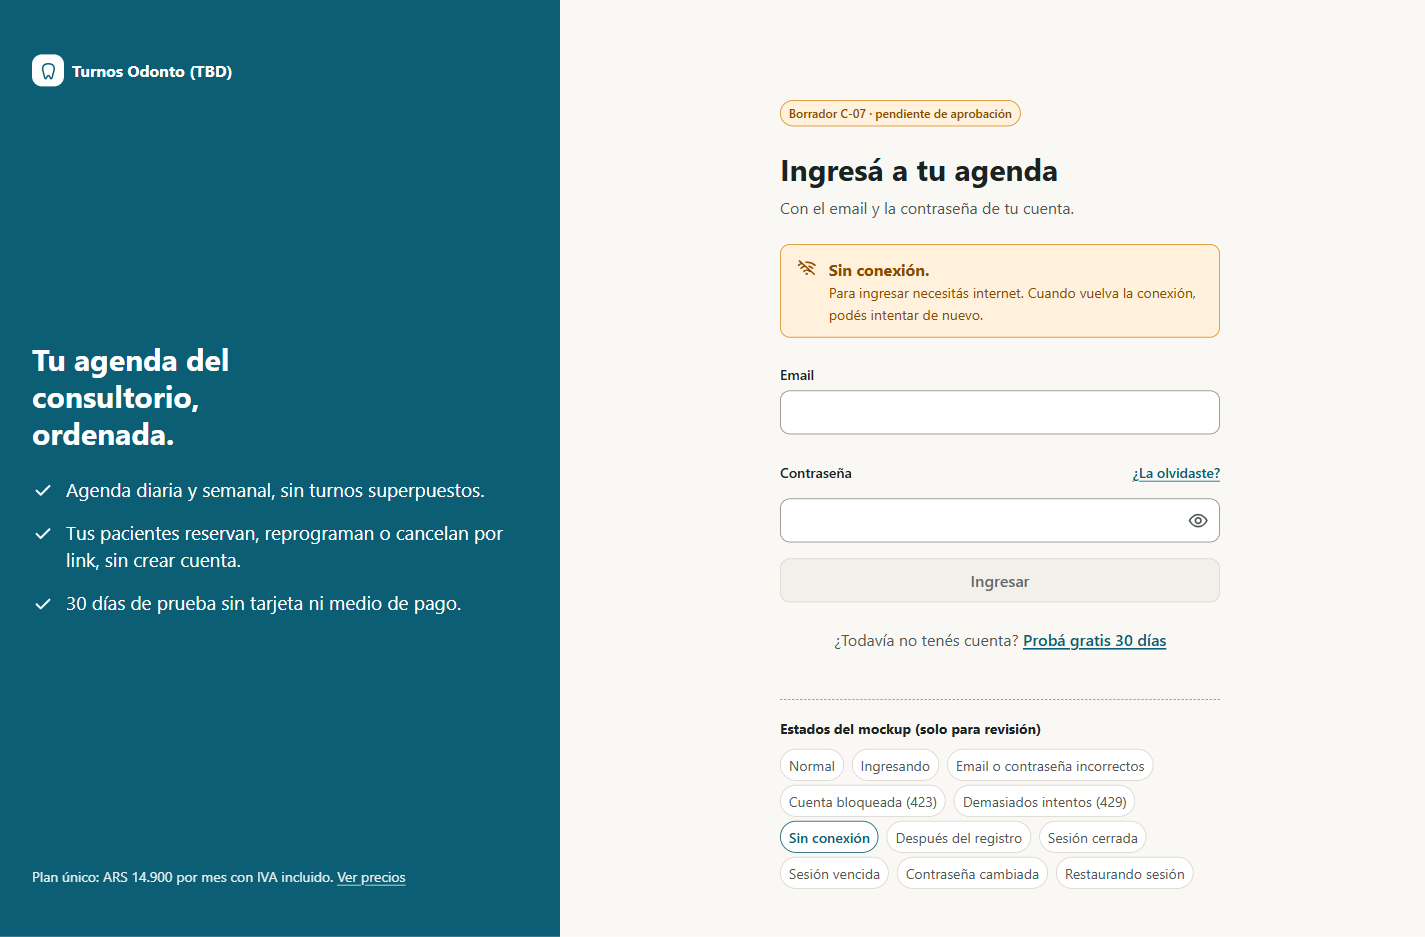 Turnos Odonto (TBD)
Tu agenda del
consultorio,
ordenada.
Agenda diaria y semanal, sin turnos superpuestos.
Tus pacientes reservan, reprograman o cancelan por
link, sin crear cuenta.
30 días de prueba sin tarjeta ni medio de pago.
Plan único: ARS 14.900 por mes con IVA incluido. Ver precios
Borrador C-07 · pendiente de aprobación
Ingresá a tu agenda
Con el email y la contraseña de tu cuenta.
Sin conexión.
Para ingresar necesitás internet. Cuando vuelva la conexión,
podés intentar de nuevo.
Email
Contraseña ¿La olvidaste?
Ingresar
¿Todavía no tenés cuenta? Probá gratis 30 días
Estados del mockup (solo para revisión)
Normal Ingresando Email o contraseña incorrectos
Cuenta bloqueada (423) Demasiados intentos (429)
Sin conexión Después del registro Sesión cerrada
Sesión vencida Contraseña cambiada Restaurando sesión